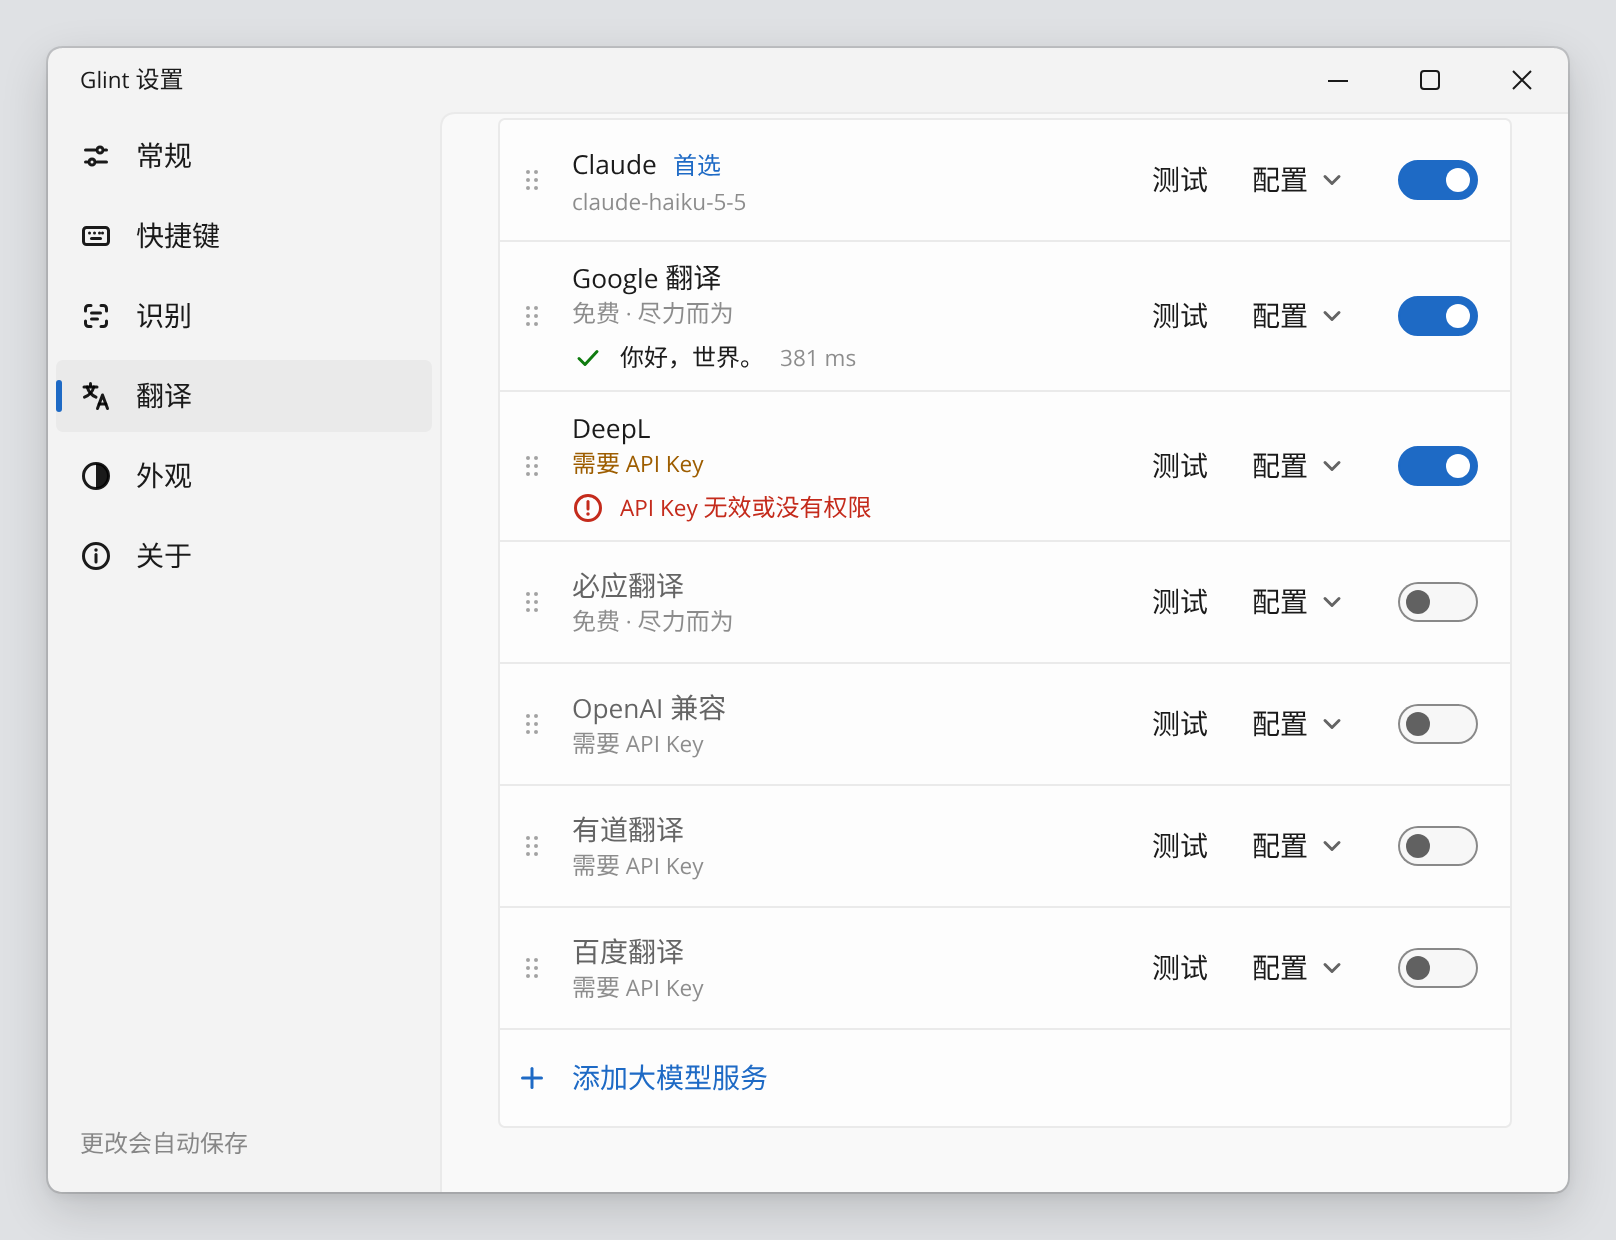 Glint 设置
常规
快捷键
识别
翻译
外观
关于
更改会自动保存
Claude 首选
claude-haiku-5-5
测试 配置
Google 翻译
免费 · 尽力而为
你好，世界。 381 ms
测试 配置
DeepL
需要 API Key
API Key 无效或没有权限
测试 配置
必应翻译
免费 · 尽力而为
测试 配置
OpenAI 兼容
需要 API Key
测试 配置
有道翻译
需要 API Key
测试 配置
百度翻译
需要 API Key
测试 配置
添加大模型服务